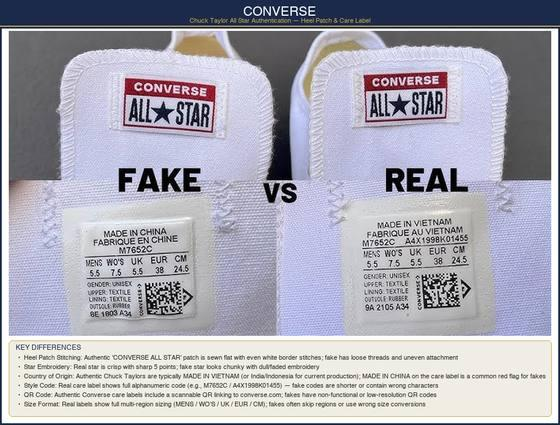 CONVERSE
Chuck Taylor All Star Authentication — Heel Patch & Care Label
CONVERSE
ALL★STAR
CONVERSE
ALL★STAR
FAKE
VS
REAL
MADE IN CHINA
FABRIQUE EN CHINE
M7652C
MENS WO'S UK EUR CM
5.5 7.5 5.5 38 24.5
GENDER: UNISEX
UPPER: TEXTILE
LINING: TEXTILE
OUTSOLE: RUBBER
8E 1803 A34
CONVERSE
MADE IN VIETNAM
FABRIQUE AU VIETNAM
M7652C A4X1998K01455
MENS WO'S UK EUR CM
5.5 7.5 5.5 38 24.5
GENDER: UNISEX
UPPER: TEXTILE
LINING: TEXTILE
OUTSOLE: RUBBER
9A 2105 A34
CONVERSE
KEY DIFFERENCES
• Heel Patch Stitching: Authentic 'CONVERSE ALL STAR' patch is sewn flat with even white border stitches; fake has loose threads and uneven attachment
• Star Embroidery: Real star is crisp with sharp 5 points; fake star looks chunky with dull/faded embroidery
• Country of Origin: Authentic Chuck Taylors are typically MADE IN VIETNAM (or India/Indonesia for current production); MADE IN CHINA on the care label is a common red flag for fakes
• Style Code: Real care label shows full alphanumeric code (e.g., M7652C / A4X1998K01455) — fake codes are shorter or contain wrong characters
• QR Code: Authentic Converse care labels include a scannable QR linking to converse.com; fakes have non-functional or low-resolution QR codes
• Size Format: Real labels show full multi-region sizing (MENS / WO'S / UK / EUR / CM); fakes often skip regions or use wrong size conversions